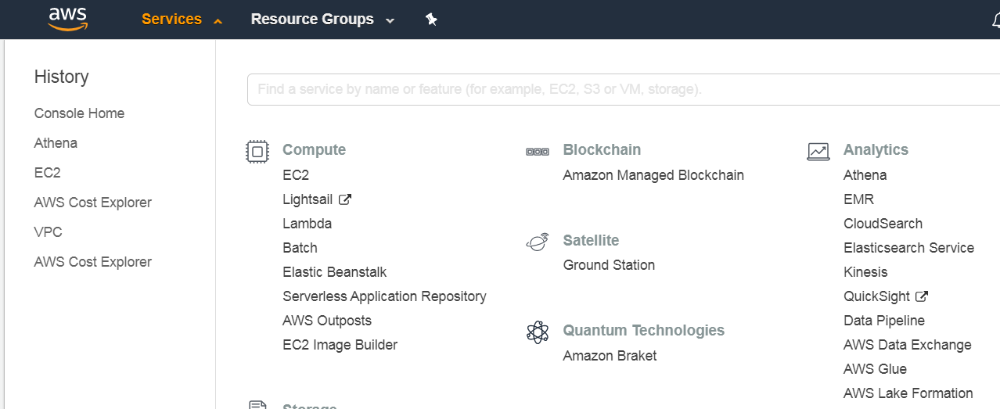 aws
Services
Resource Groups
History
Console Home
Athena
EC2
AWS Cost Explorer
VPC
AWS Cost Explorer
Find a service by name or feature (for example, EC2, S3 or VM, storage).
Compute
EC2
Lightsail
Lambda
Batch
Elastic Beanstalk
Serverless Application Repository
AWS Outposts
EC2 Image Builder
Storage
Blockchain
Amazon Managed Blockchain
Satellite
Ground Station
Quantum Technologies
Amazon Braket
Analytics
Athena
EMR
CloudSearch
Elasticsearch Service
Kinesis
QuickSight
Data Pipeline
AWS Data Exchange
AWS Glue
AWS Lake Formation